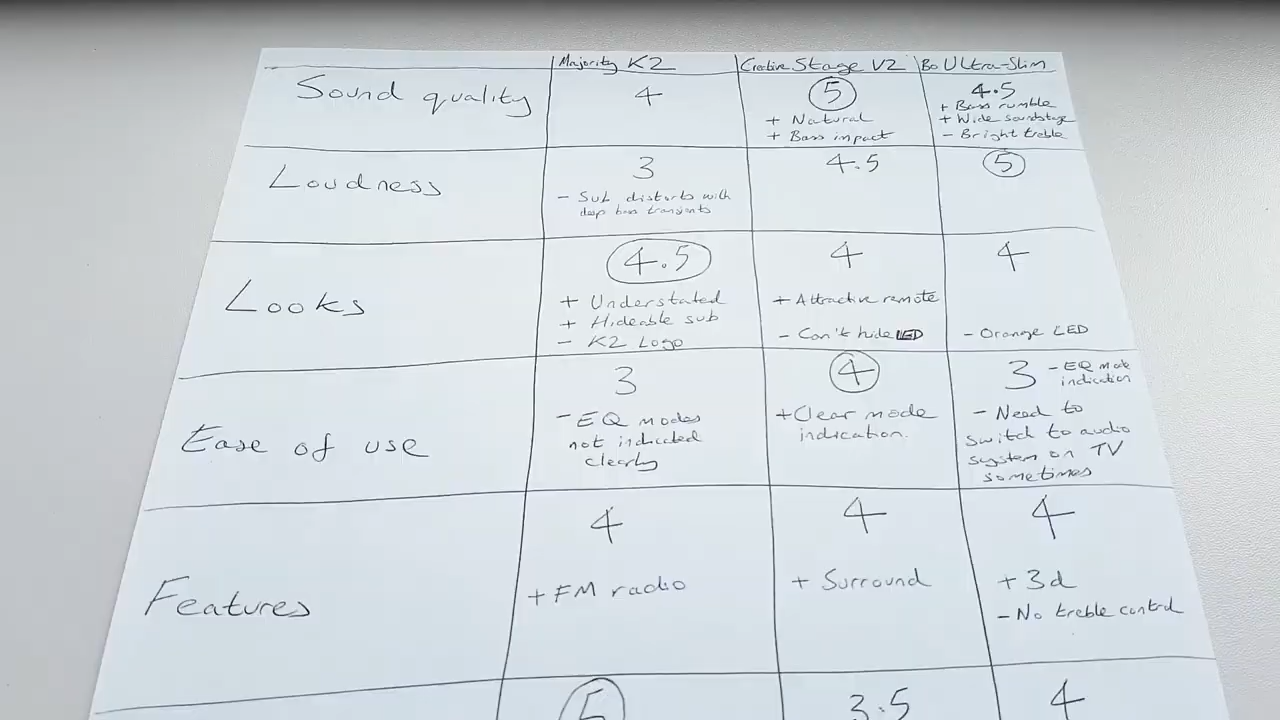 Majority K2 Creative Stage V2 Bo Ultra-Slim
Sound quality 4 5 4.5
+ Natural
+ Bass impact
+ Bass rumble
+ Wide soundstage
- Bright treble
Loudness 3 4.5 5
- Sub distorts with
deep bass transients
Looks 4.5 4 4
+ Understated
+ Hideable sub
- K2 Logo
+ Attractive remote
- Can't hide LED
- Orange LED
Ease of use 3 4 3
- EQ modes
not indicated
clearly
+ Clear mode
indication.
- EQ mode
indication
- Need to
switch to audio
system on TV
sometimes
Features 4 4 4
+ FM radio
+ Surround
+ 3d
- No treble control
5 3.5 4